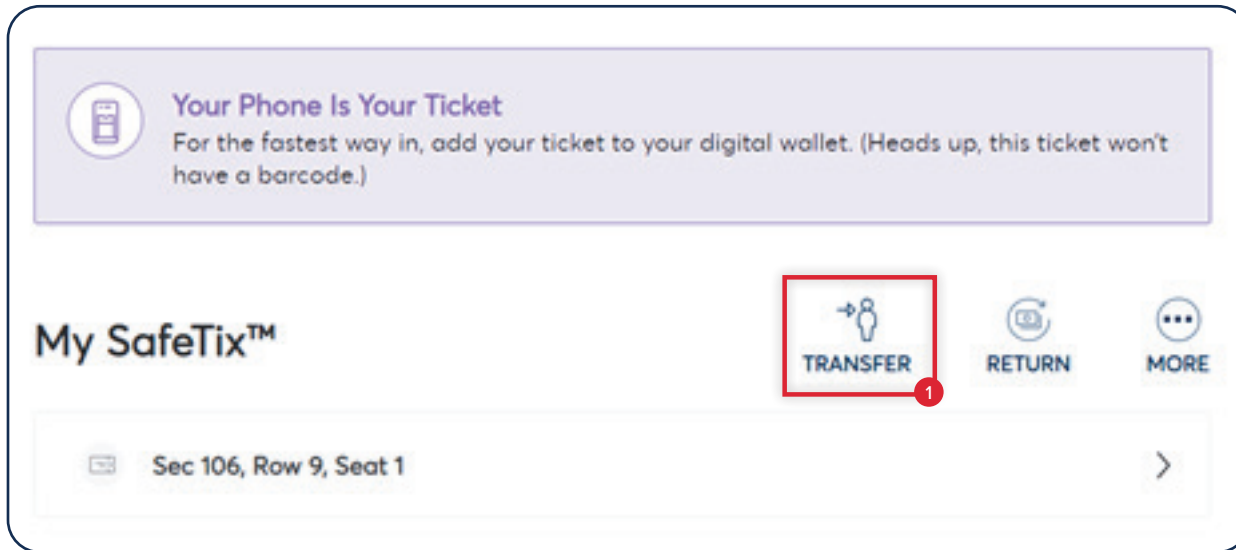 Your Phone Is Your Ticket
For the fastest way in, add your ticket to your digital wallet. (Heads up, this ticket won't
have a barcode.)
My SafeTix™
TRANSFER
RETURN
MORE
1
Sec 106, Row 9, Seat 1